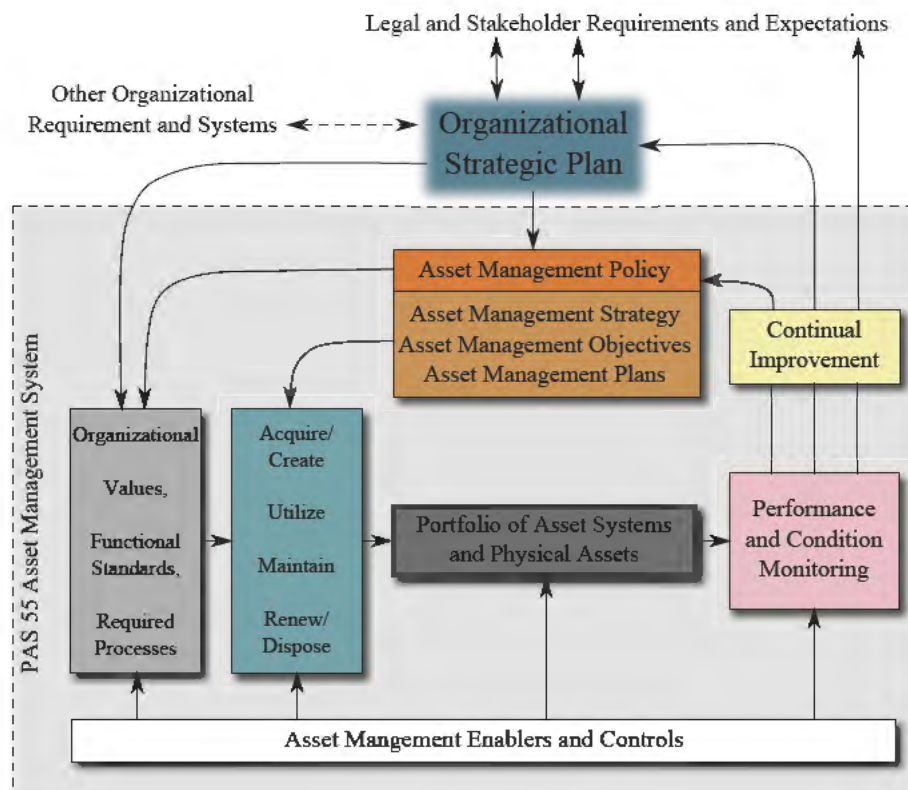 Legal and Stakeholder Requirements and Expectations
Other Organizational
Requirement and Systems
Organizational
Strategic Plan
Asset Management Policy
Asset Management Strategy
Asset Management Objectives
Asset Management Plans
Continual
Improvement
PAS 55 Asset Management System
Organizational
Values,
Functional
Standards,
Required
Processes
Acquire/
Create
Utilize
Maintain
Renew/
Dispose
Portfolio of Asset Systems
and Physical Assets
Performance
and Condition
Monitoring
Asset Mangement Enablers and Controls